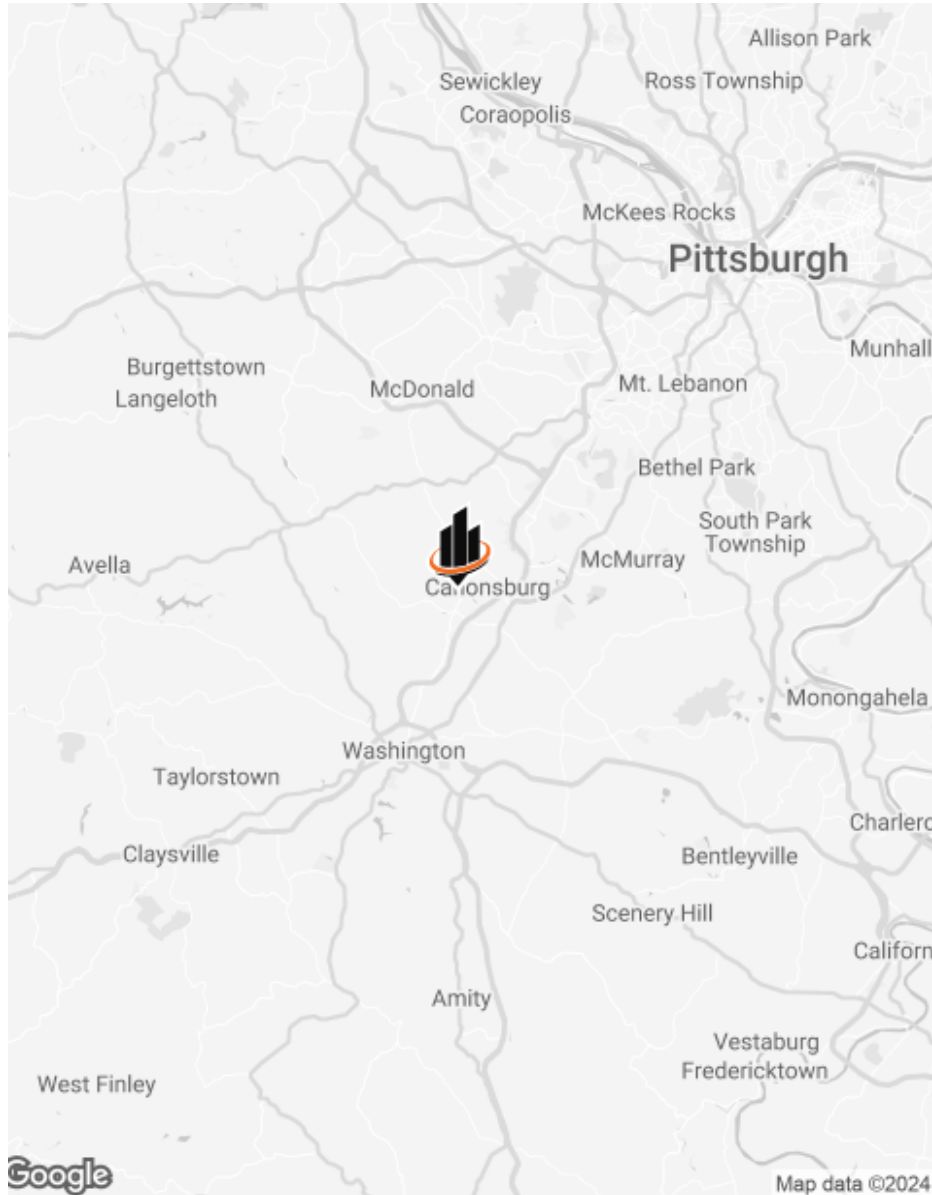 Allison Park
Sewickley
Ross Township
Coraopolis
McKees Rocks
Pittsburgh
Munhall
Burgettstown
Langeloth
McDonald
Mt. Lebanon
Bethel Park
South Park
Township
Avella
McMurray
Canonsburg
Monongahela
Washington
Taylorstown
Charlero
Claysville
Bentleyville
Scenery Hill
Californ
Amity
Vestaburg
Fredericktown
West Finley
Google
Map data ©2024